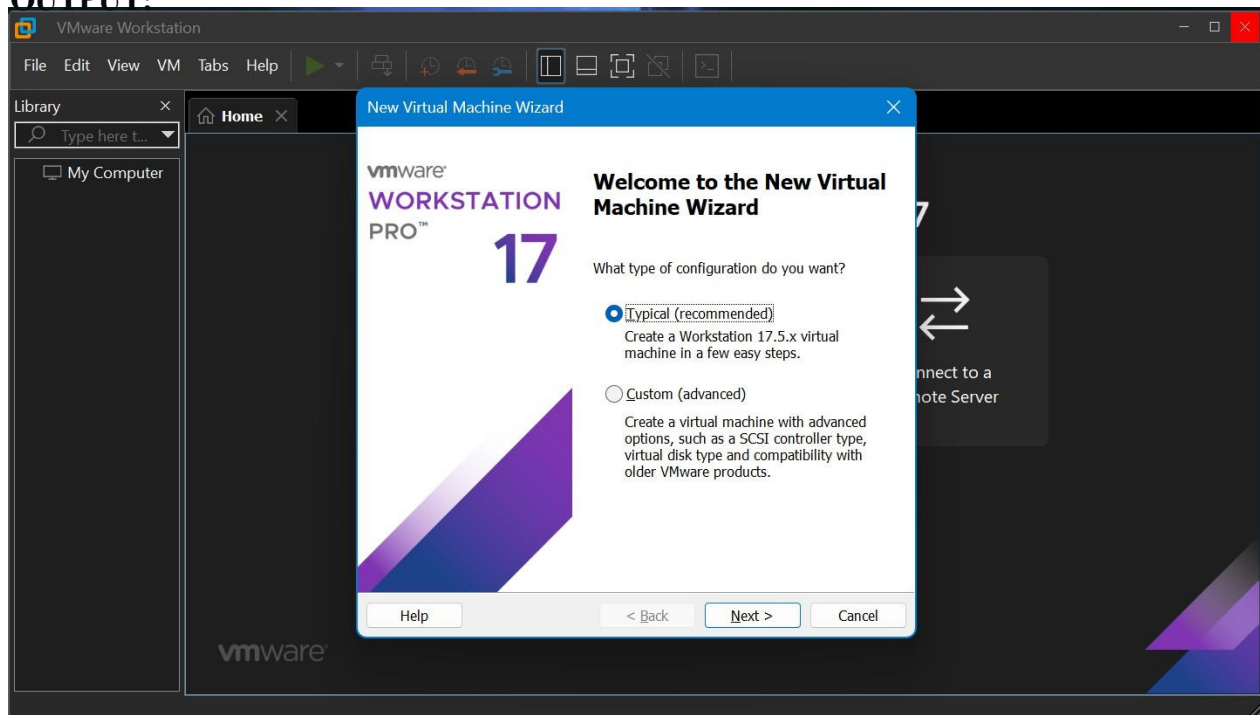 OUTPUT:
VMware Workstation
File Edit View VM Tabs Help
Library
Type here t...
My Computer
Home
New Virtual Machine Wizard
vmware
WORKSTATION
PRO™
17
Welcome to the New Virtual
Machine Wizard
What type of configuration do you want?
Typical (recommended)
Create a Workstation 17.5.x virtual
machine in a few easy steps.
Custom (advanced)
Create a virtual machine with advanced
options, such as a SCSI controller type,
virtual disk type and compatibility with
older VMware products.
Help < Back Next > Cancel
7
nnect to a
note Server
vmware